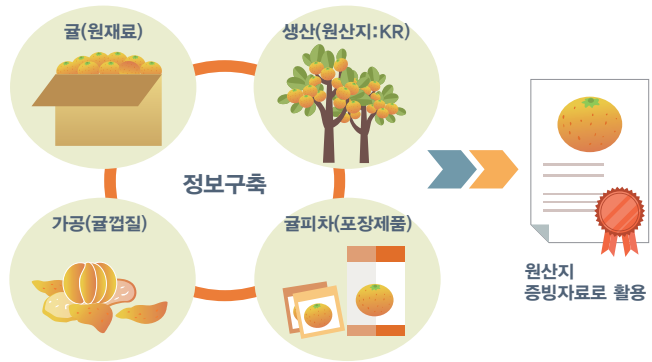 귤(원재료)
생산(원산지:KR)
정보구축
가공(귤껍질)
귤피차(포장제품)
원산지
증빙자료로 활용